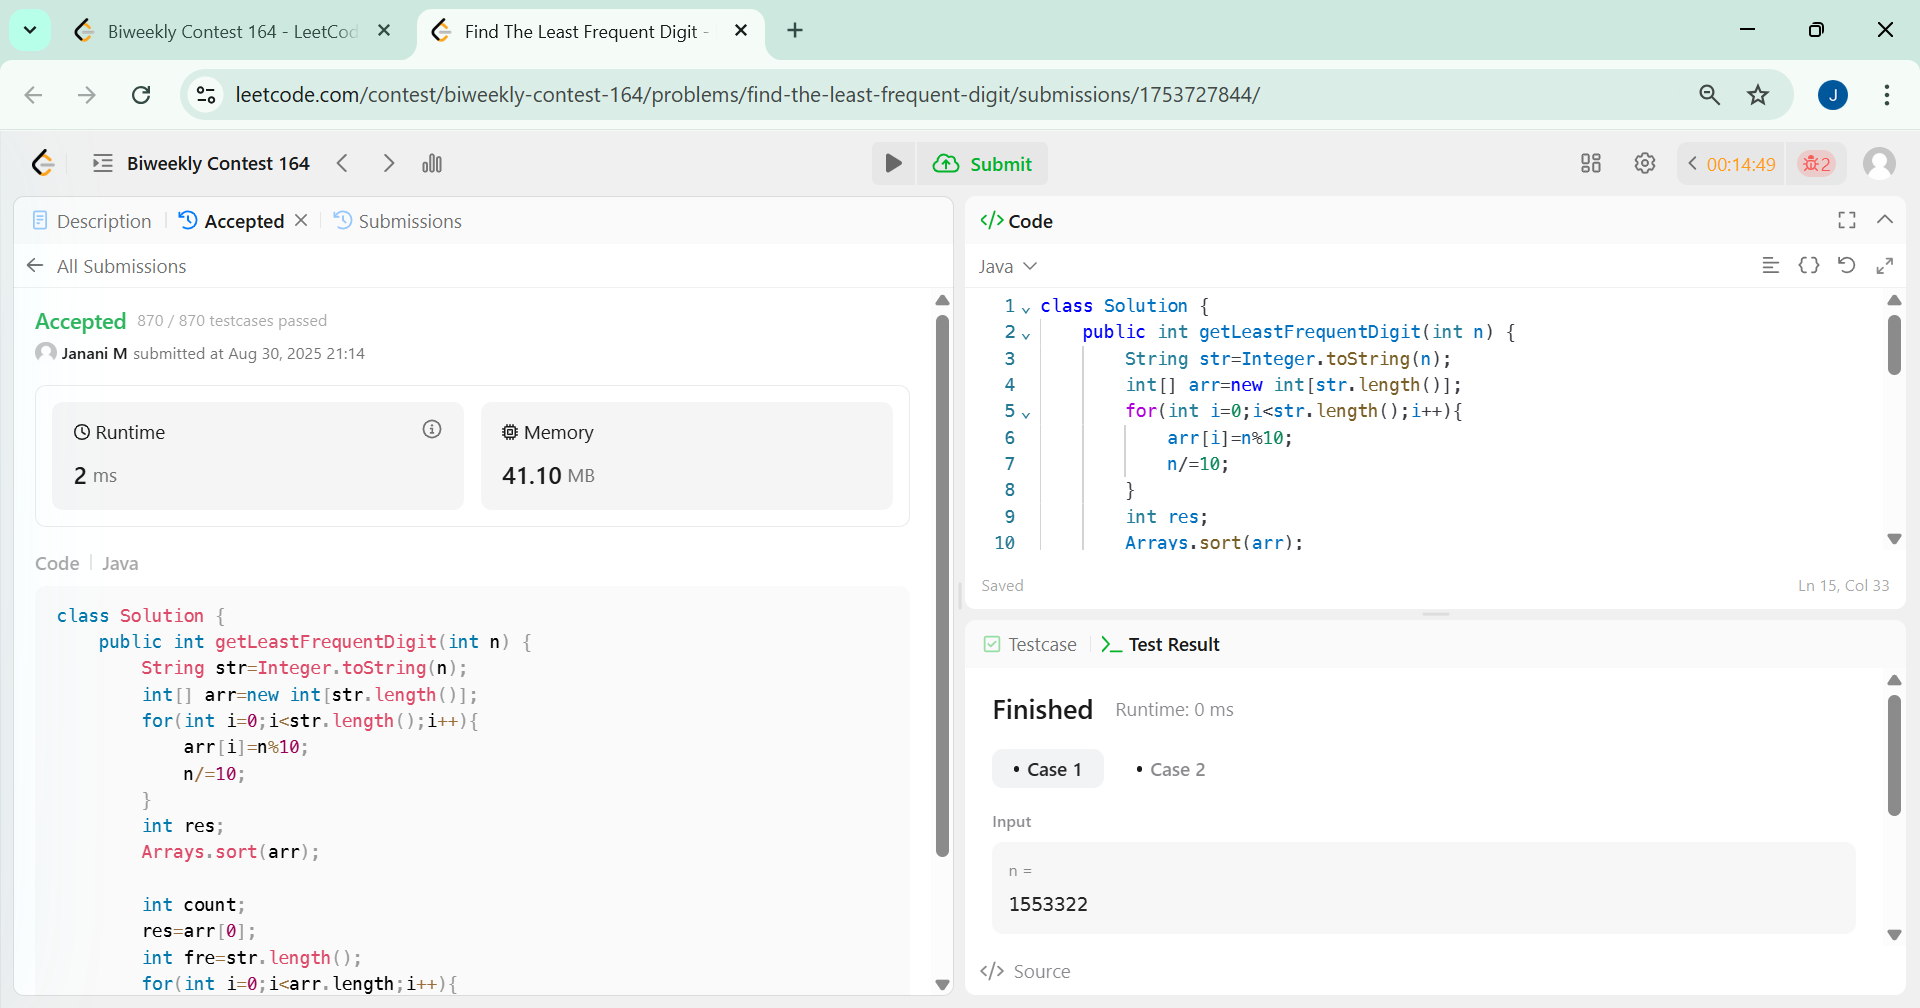 Biweekly Contest 164 - LeetCod
Find The Least Frequent Digit -
leetcode.com/contest/biweekly-contest-164/problems/find-the-least-frequent-digit/submissions/1753727844/
J
Biweekly Contest 164
Submit
00:14:49
2
Description
Accepted
Submissions
All Submissions
Accepted 870 / 870 testcases passed
Janani M submitted at Aug 30, 2025 21:14
Runtime
2 ms
Memory
41.10 MB
Code
Java
class Solution {
public int getLeastFrequentDigit(int n) {
String str=Integer.toString(n);
int[] arr=new int[str.length()];
for(int i=0;i<str.length();i++){
arr[i]=n%10;
n/=10;
}
int res;
Arrays.sort(arr);
int count;
res=arr[0];
int fre=str.length();
for(int i=0;i<arr.length;i++){
</> Code
Java
1 class Solution {
2 public int getLeastFrequentDigit(int n) {
3 String str=Integer.toString(n);
4 int[] arr=new int[str.length()];
5 for(int i=0;i<str.length();i++){
6 arr[i]=n%10;
7 n/=10;
8 }
9 int res;
10 Arrays.sort(arr);
Saved
Ln 15, Col 33
Testcase
Test Result
Finished Runtime: 0 ms
• Case 1
• Case 2
Input
n =
1553322
</> Source